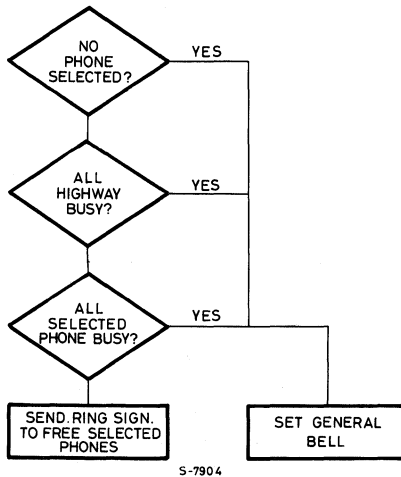 NO
PHONE
SELECTED?
YES
ALL
HIGHWAY
BUSY?
YES
ALL
SELECTED
PHONE BUSY?
YES
SEND.RING SIGN.
TO FREE SELECTED
PHONES
SET GENERAL
BELL
S-7904